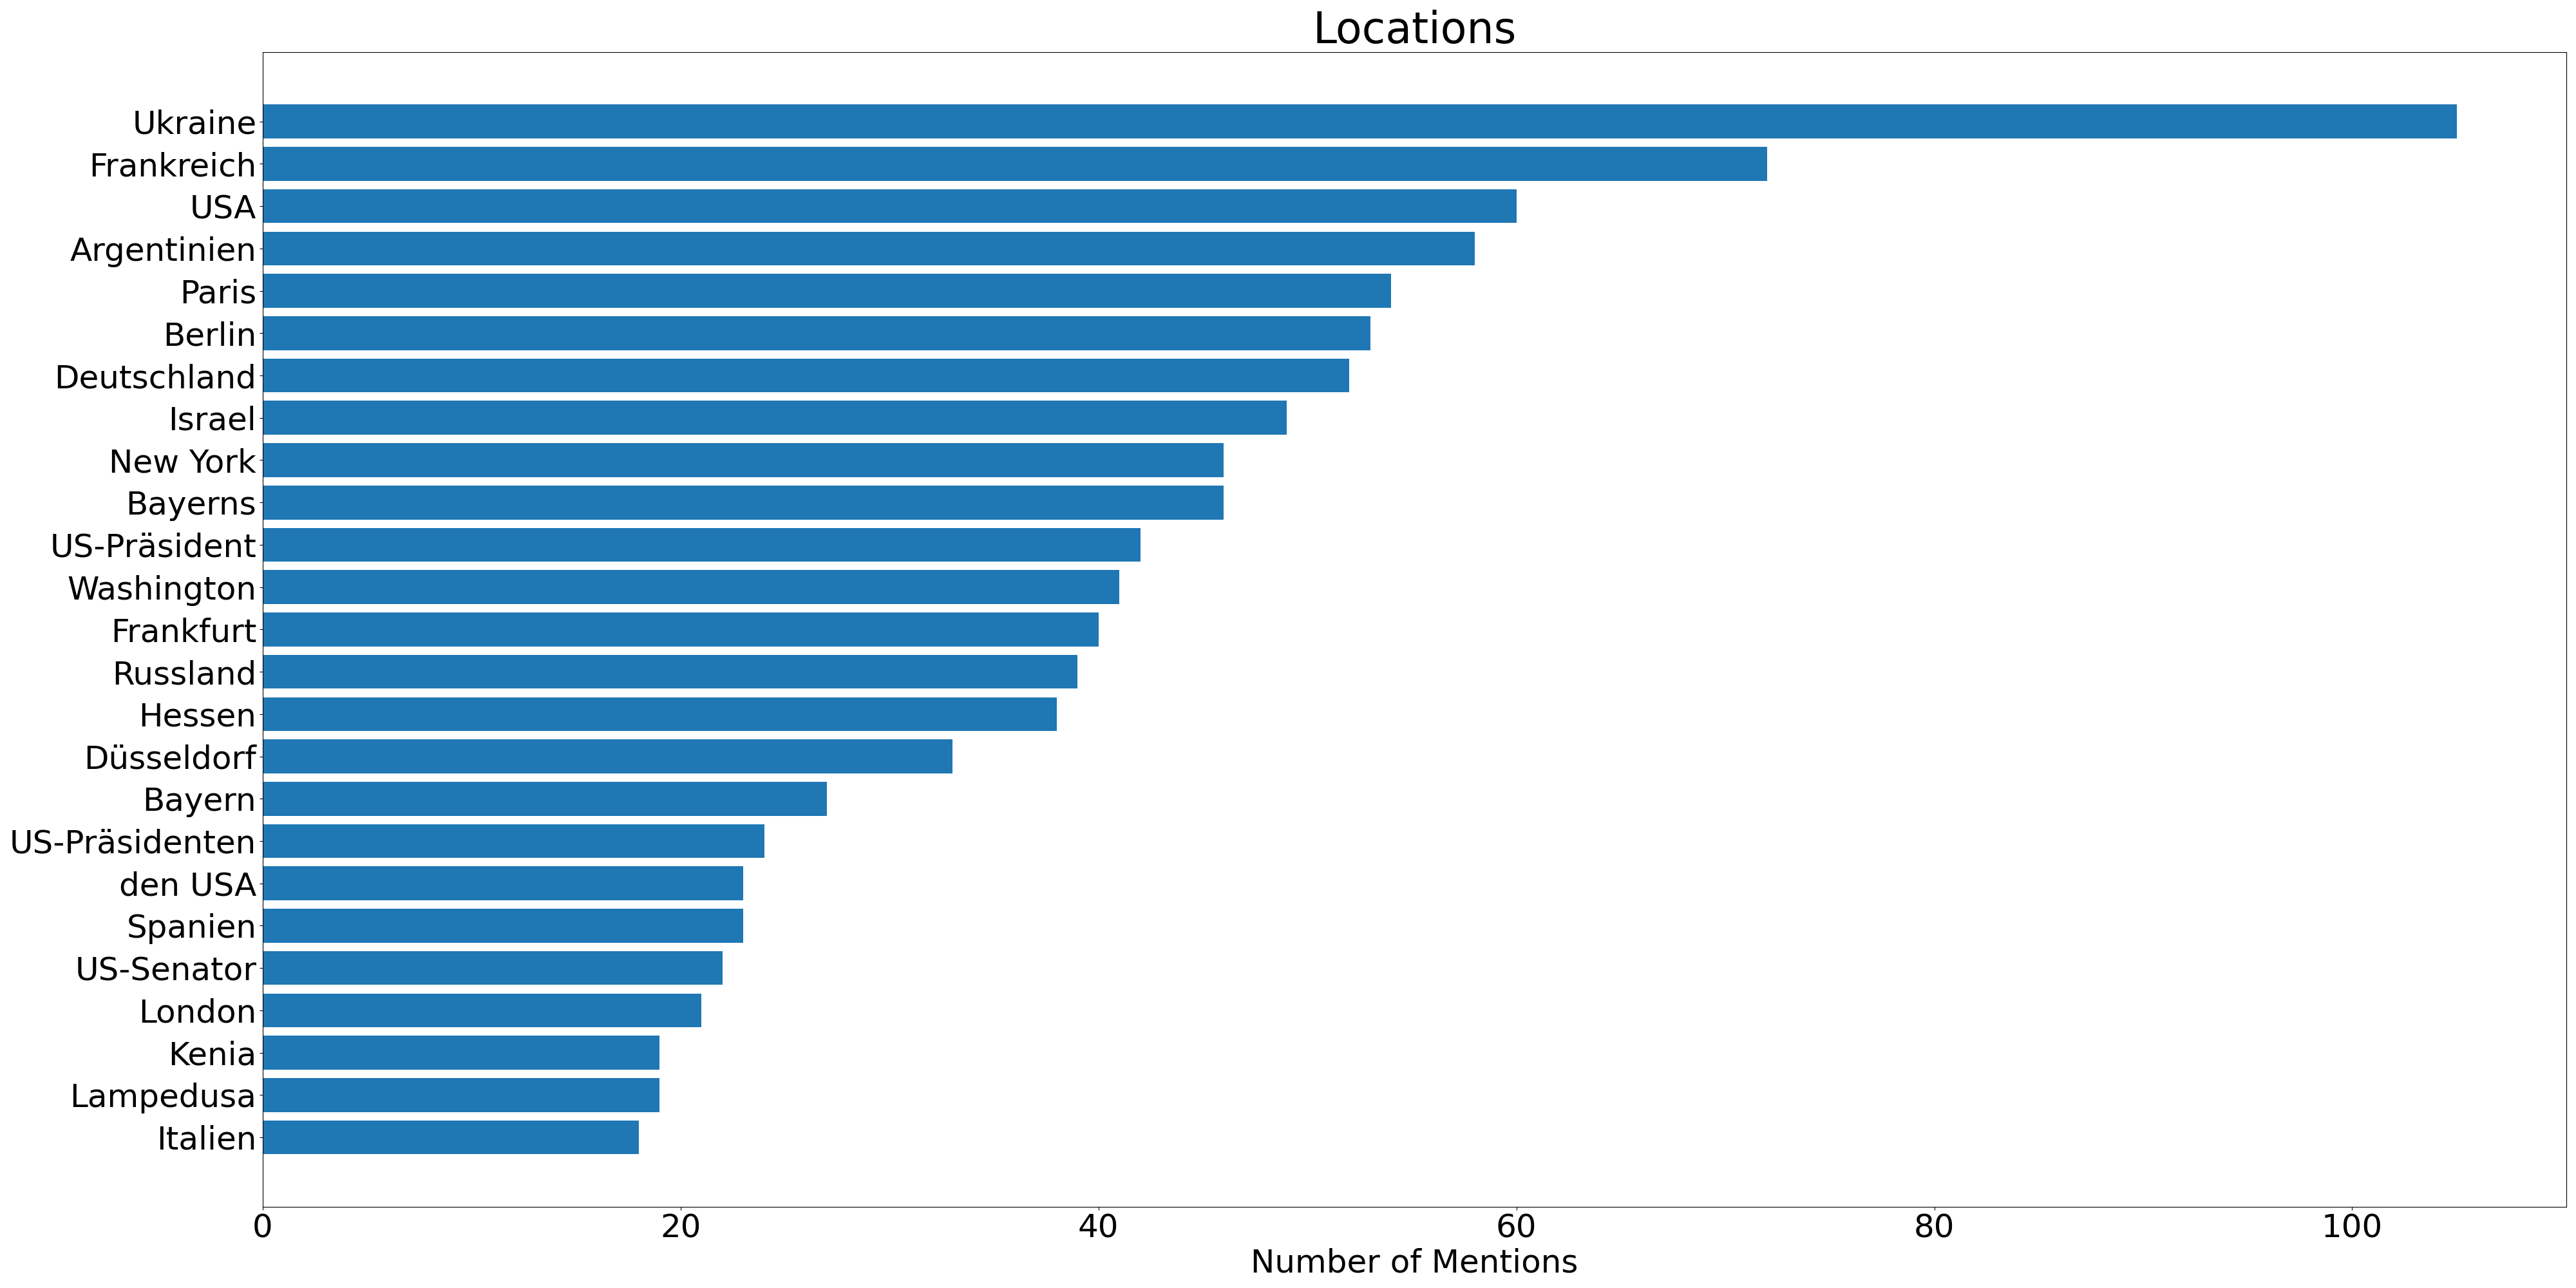 Locations
Ukraine
Frankreich
USA
Argentinien
Paris
Berlin
Deutschland
Israel
New York
Bayerns
US-Präsident
Washington
Frankfurt
Russland
Hessen
Düsseldorf
Bayern
US-Präsidenten
den USA
Spanien
US-Senator
London
Kenia
Lampedusa
Italien
0 20 40 60 80 100
Number of Mentions